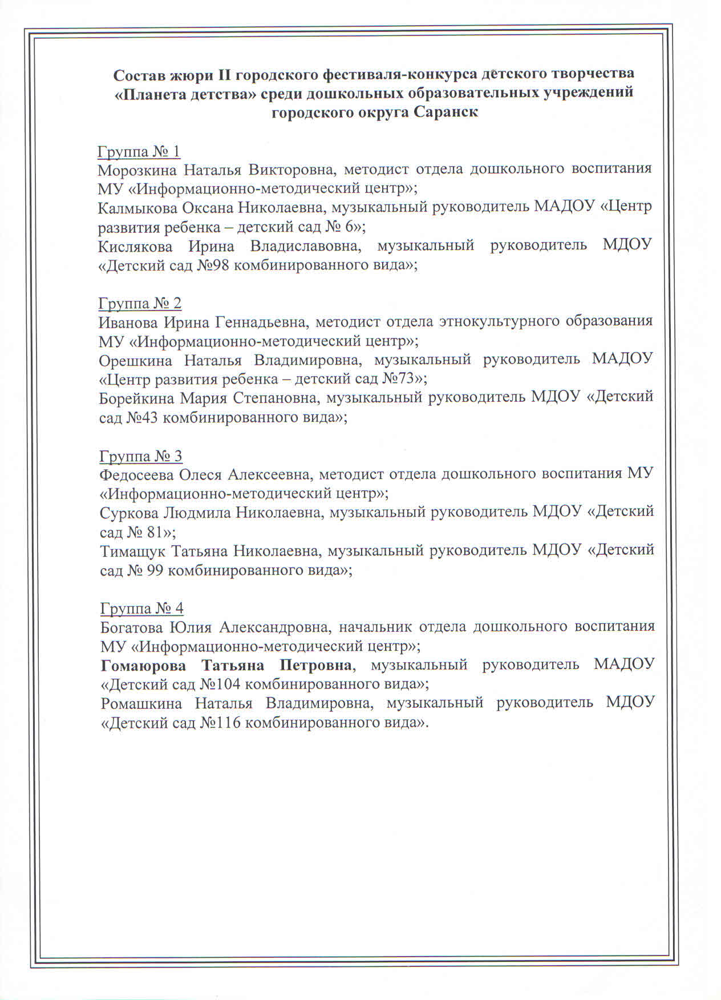 Состав жюри II городского фестиваля-конкурса детского творчества
«Планета детства» среди дошкольных образовательных учреждений
городского округа Саранск
Группа № 1
Морозкина Наталья Викторовна, методист отдела дошкольного воспитания
МУ «Информационно-методический центр»;
Калмыкова Оксана Николаевна, музыкальный руководитель МАДОУ «Центр
развития ребенка – детский сад № 6»;
Кислякова Ирина Владиславовна, музыкальный руководитель МДОУ
«Детский сад №98 комбинированного вида»;
Группа № 2
Иванова Ирина Геннадьевна, методист отдела этнокультурного образования
МУ «Информационно-методический центр»;
Орешкина Наталья Владимировна, музыкальный руководитель МАДОУ
«Центр развития ребенка – детский сад №73»;
Борейкина Мария Степановна, музыкальный руководитель МДОУ «Детский
сад №43 комбинированного вида»;
Группа № 3
Федосеева Олеся Алексеевна, методист отдела дошкольного воспитания МУ
«Информационно-методический центр»;
Суркова Людмила Николаевна, музыкальный руководитель МДОУ «Детский
сад № 81»;
Тимащук Татьяна Николаевна, музыкальный руководитель МДОУ «Детский
сад № 99 комбинированного вида»;
Группа № 4
Богатова Юлия Александровна, начальник отдела дошкольного воспитания
МУ «Информационно-методический центр»;
Гомаюрова Татьяна Петровна, музыкальный руководитель МАДОУ
«Детский сад №104 комбинированного вида»;
Ромашкина Наталья Владимировна, музыкальный руководитель МДОУ
«Детский сад №116 комбинированного вида».